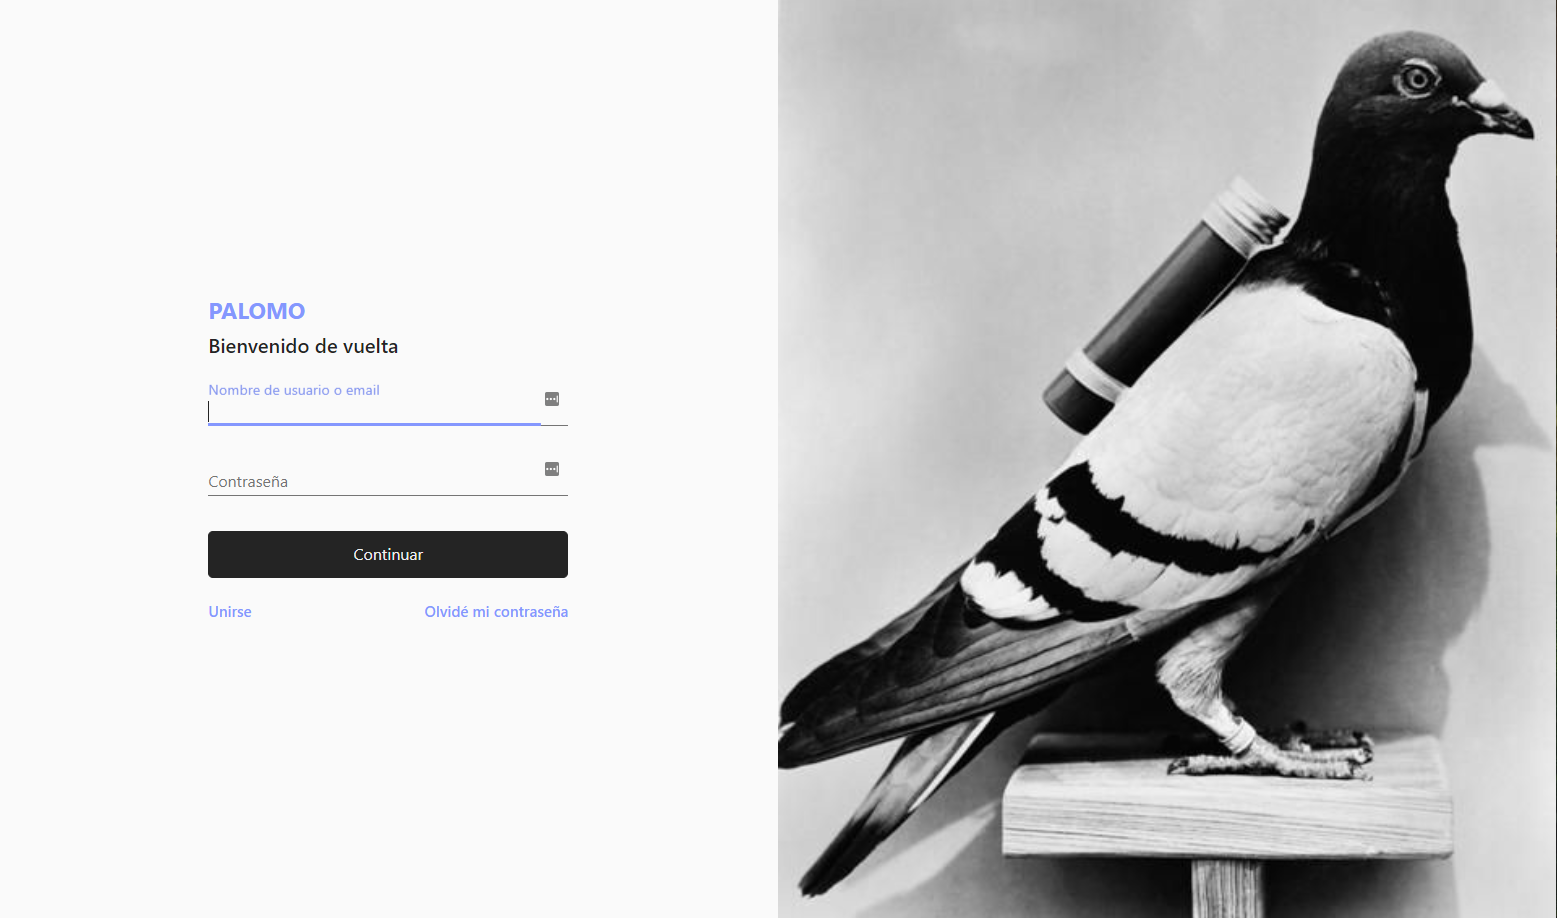 PALOMO
Bienvenido de vuelta
Nombre de usuario o email
Contraseña
Continuar
Unirse
Olvidé mi contraseña